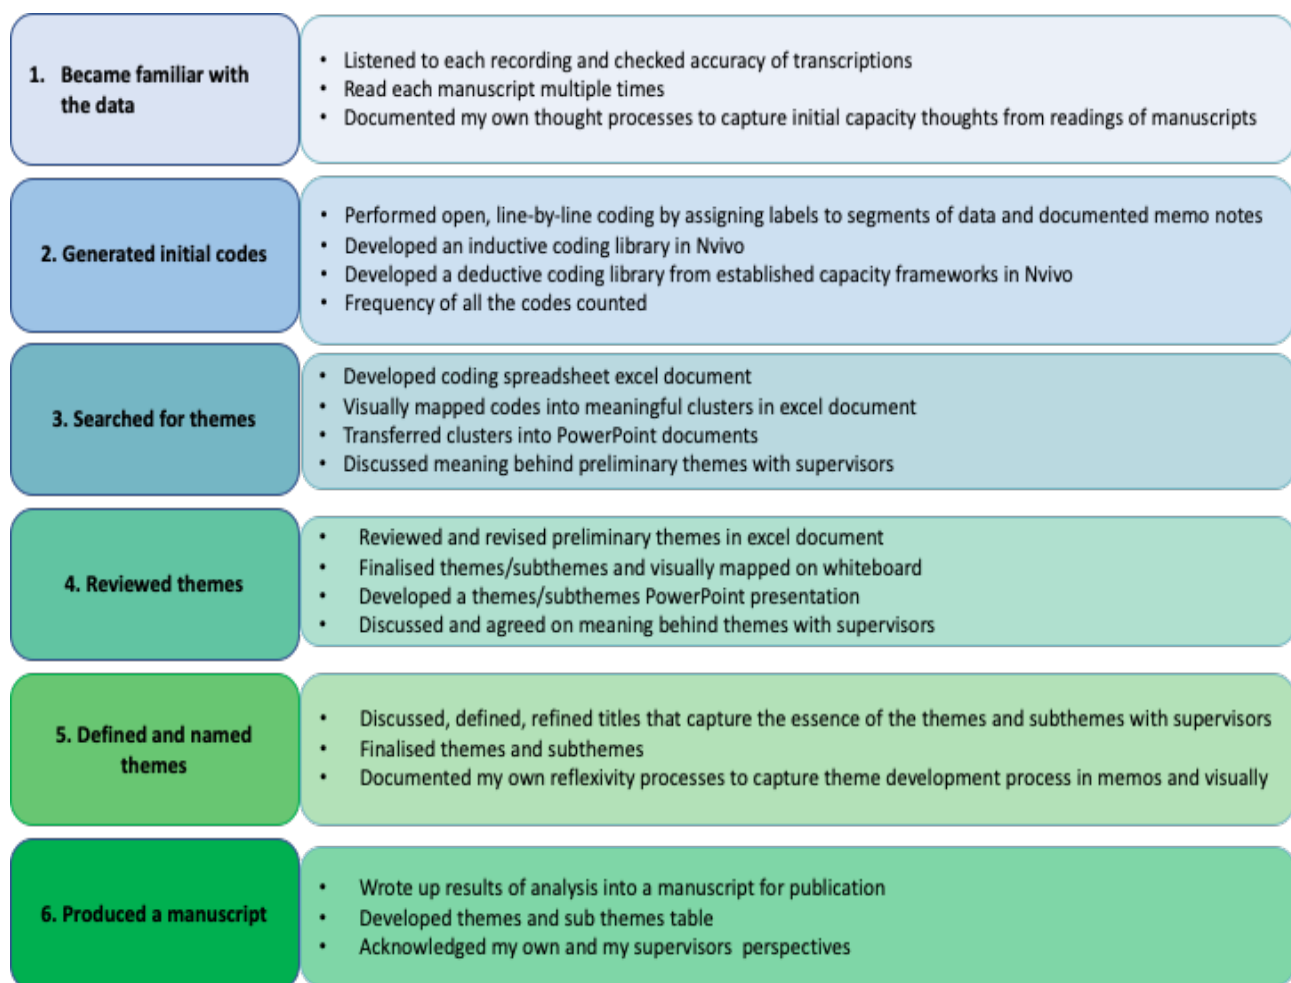 1. Became familiar with
the data
• Listened to each recording and checked accuracy of transcriptions
• Read each manuscript multiple times
• Documented my own thought processes to capture initial capacity thoughts from readings of manuscripts
2. Generated initial codes
• Performed open, line-by-line coding by assigning labels to segments of data and documented memo notes
• Developed an inductive coding library in Nvivo
• Developed a deductive coding library from established capacity frameworks in Nvivo
• Frequency of all the codes counted
3. Searched for themes
• Developed coding spreadsheet excel document
• Visually mapped codes into meaningful clusters in excel document
• Transferred clusters into PowerPoint documents
• Discussed meaning behind preliminary themes with supervisors
4. Reviewed themes
• Reviewed and revised preliminary themes in excel document
• Finalised themes/subthemes and visually mapped on whiteboard
• Developed a themes/subthemes PowerPoint presentation
• Discussed and agreed on meaning behind themes with supervisors
5. Defined and named
themes
• Discussed, defined, refined titles that capture the essence of the themes and subthemes with supervisors
• Finalised themes and subthemes
• Documented my own reflexivity processes to capture theme development process in memos and visually
6. Produced a manuscript
• Wrote up results of analysis into a manuscript for publication
• Developed themes and sub themes table
• Acknowledged my own and my supervisors perspectives